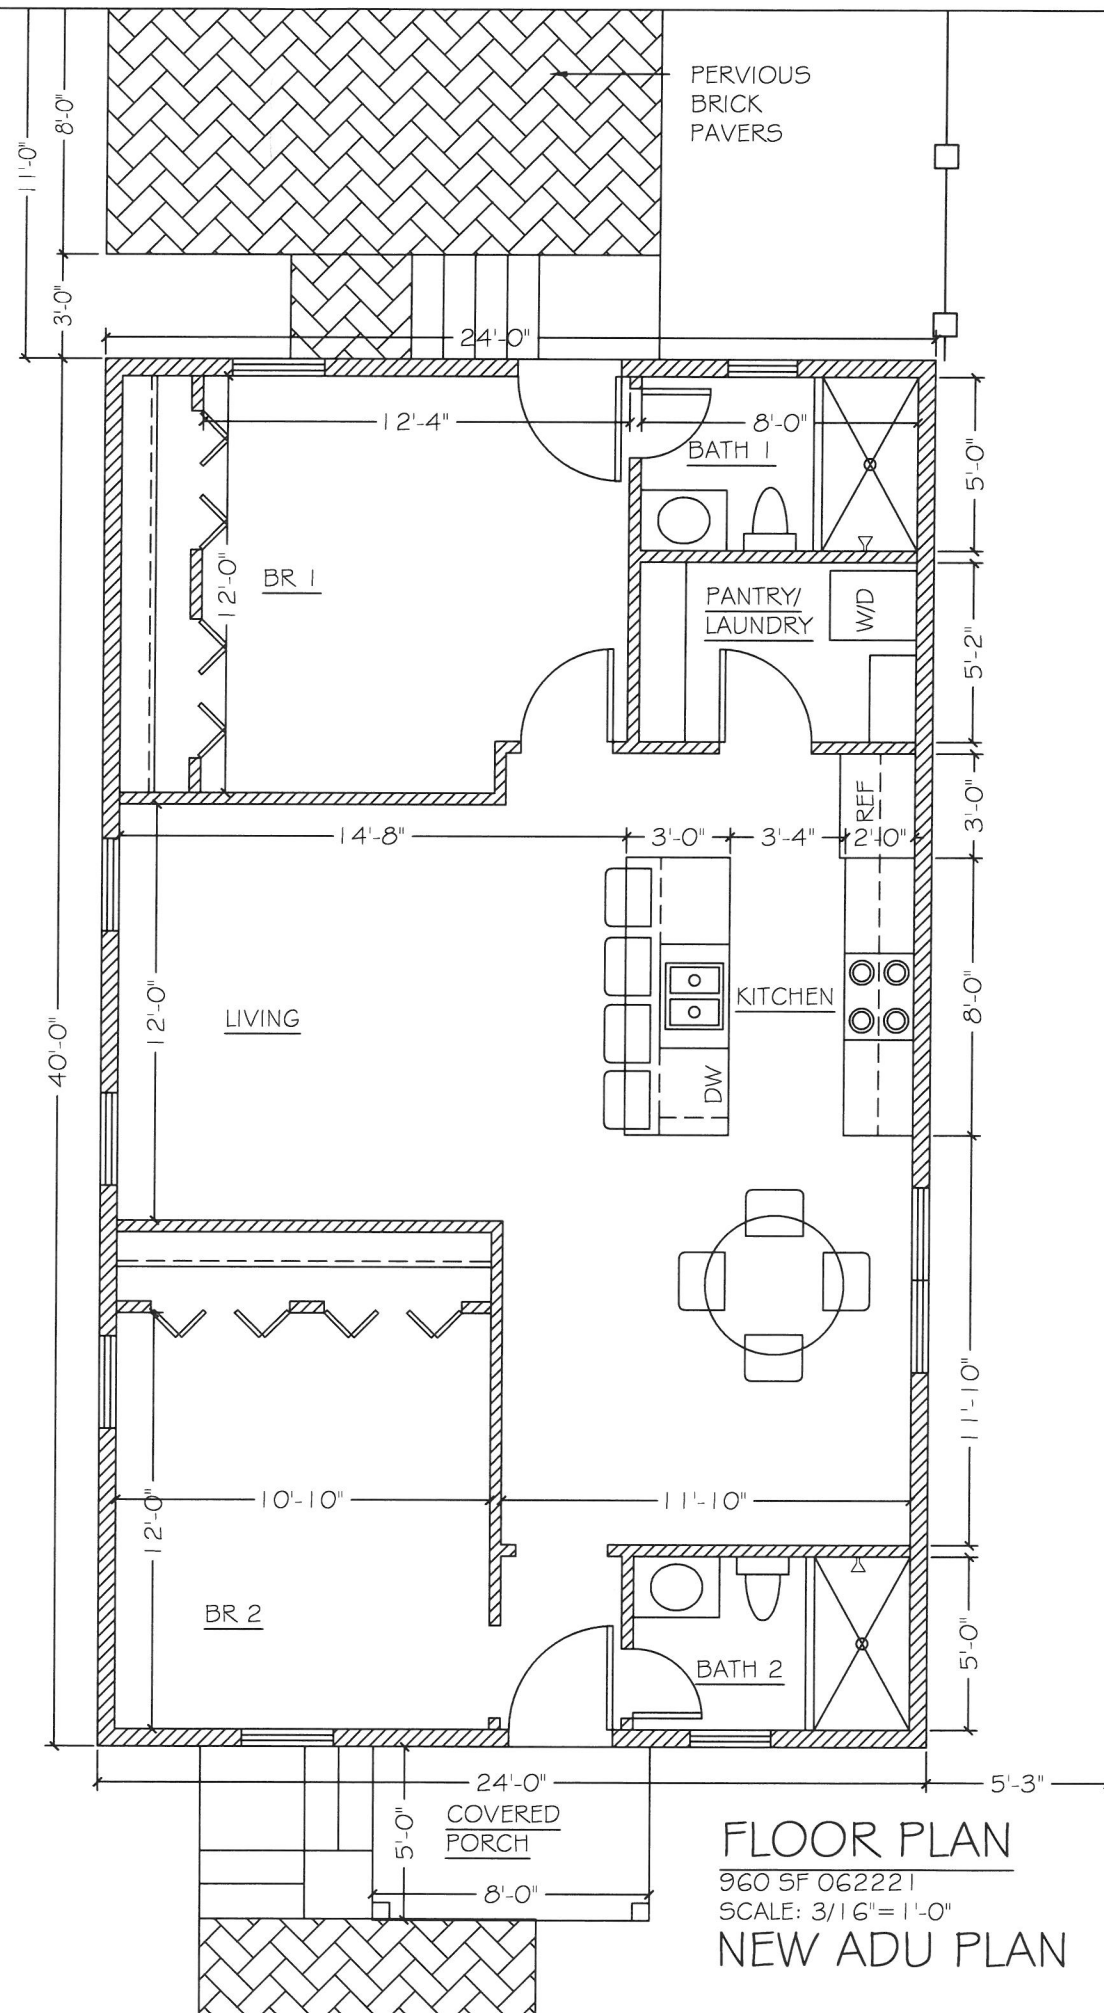 PERVIOUS
BRICK
PAVERS
11'-0"
8'-0"
3'-0"
24'-0"
12'-4"
8'-0"
BATH 1
5'-0"
BR 1
12'-0"
PANTRY/
LAUNDRY
W/D
5'-2"
REF
3'-0"
14'-8"
3'-0"
3'-4"
2'-0"
LIVING
12'-0"
40'-0"
KITCHEN
DW
8'-0"
11'-10"
10'-10"
11'-10"
12'-0"
BR 2
BATH 2
5'-0"
24'-0"
5'-3"
COVERED
PORCH
5'-0"
8'-0"
FLOOR PLAN
960 SF 062221
SCALE: 3/16"=1'-0"
NEW ADU PLAN